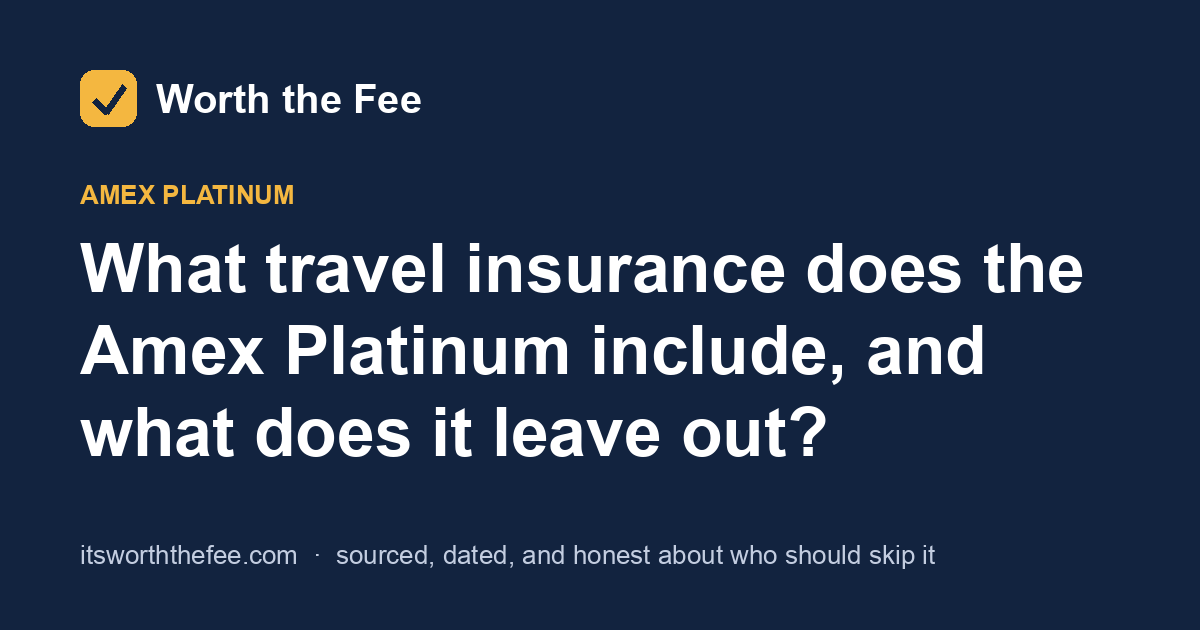 Worth the Fee
AMEX PLATINUM
What travel insurance does the
Amex Platinum include, and
what does it leave out?
itsworththefee.com · sourced, dated, and honest about who should skip it